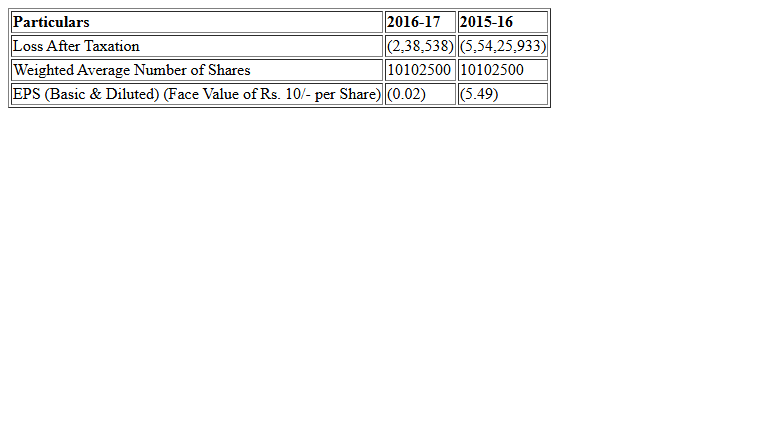 Particulars 2016-17 2015-16
Loss After Taxation (2,38,538) (5,54,25,933)
Weighted Average Number of Shares 10102500 10102500
EPS (Basic & Diluted) (Face Value of Rs. 10/- per Share) (0.02) (5.49)